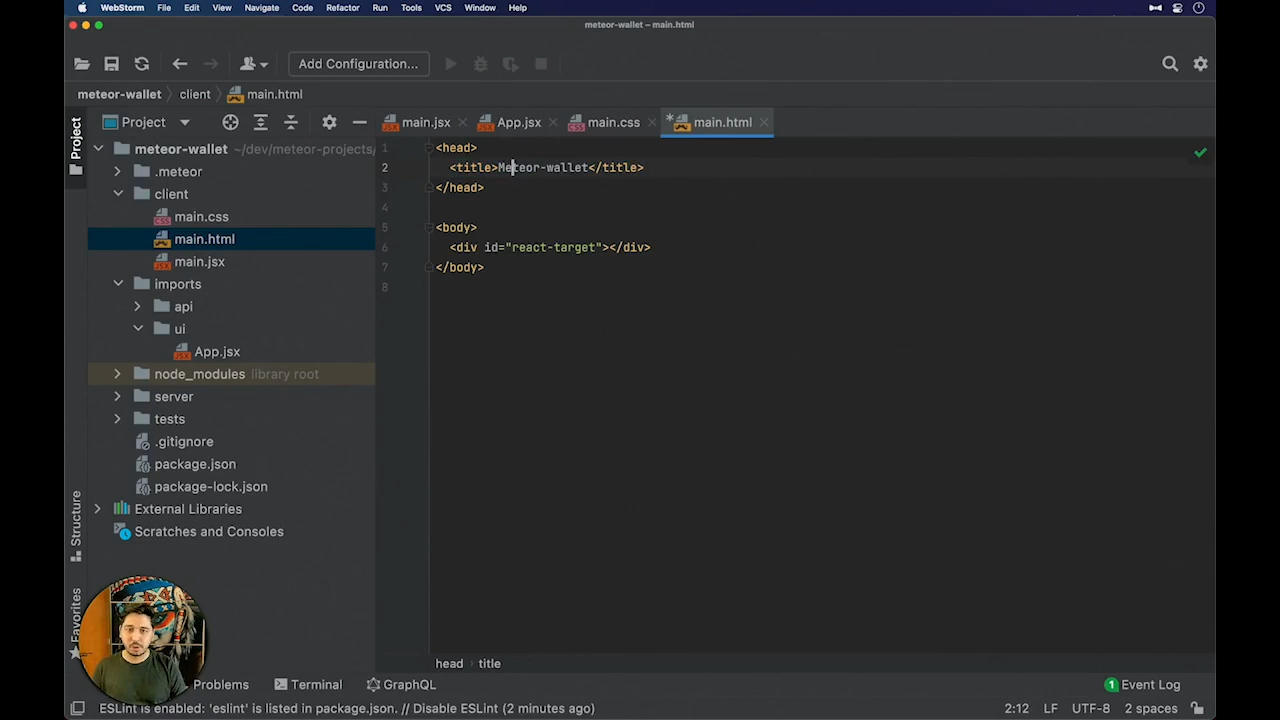 WebStorm File Edit View Navigate Code Refactor Run Tools VCS Window Help
meteor-wallet – main.html
Add Configuration...
meteor-wallet client main.html
Project
Project
main.jsx
App.jsx
main.css
* main.html
meteor-wallet ~/dev/meteor-projects/
.meteor
client
main.css
main.html
main.jsx
imports
api
ui
App.jsx
node_modules library root
server
tests
.gitignore
package.json
package-lock.json
External Libraries
Scratches and Consoles
1 <head>
2 <title>Meteor-wallet</title>
3 </head>
4
5 <body>
6 <div id="react-target"></div>
7 </body>
8
Structure
Favorites
head › title
Problems
Terminal
GraphQL
1 Event Log
ESLint is enabled: 'eslint' is listed in package.json. // Disable ESLint (2 minutes ago)
2:12 LF UTF-8 2 spaces